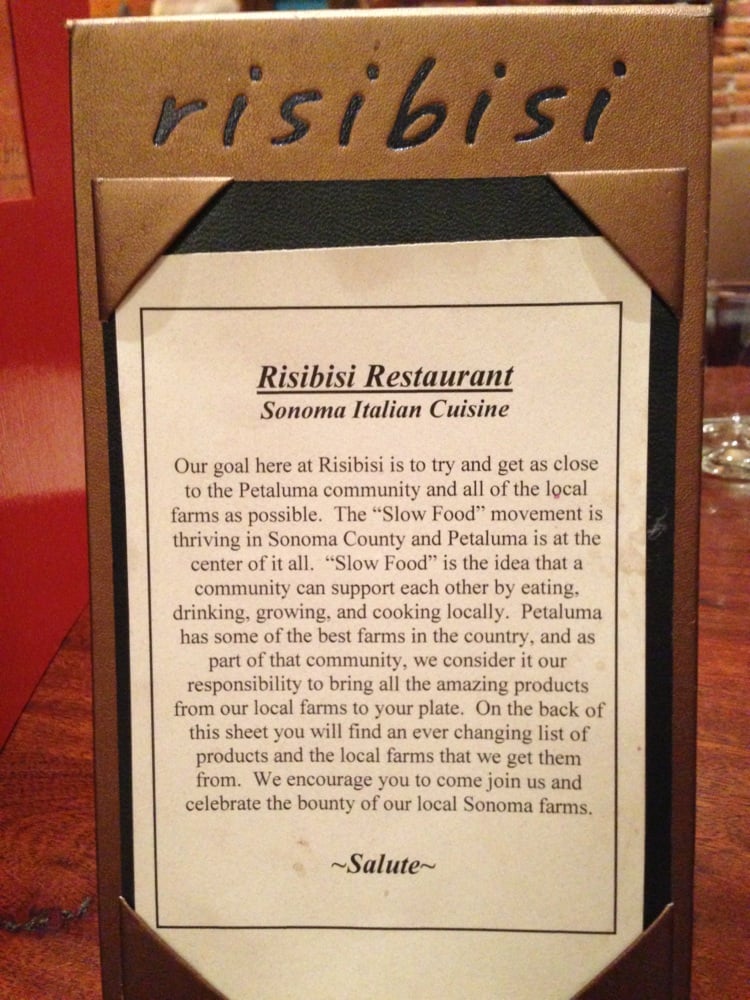 risibisi
Risibisi Restaurant
Sonoma Italian Cuisine
Our goal here at Risibisi is to try and get as close
to the Petaluma community and all of the local
farms as possible.  The “Slow Food” movement is
thriving in Sonoma County and Petaluma is at the
center of it all.  “Slow Food” is the idea that a
community can support each other by eating,
drinking, growing, and cooking locally.  Petaluma
has some of the best farms in the country, and as
part of that community, we consider it our
responsibility to bring all the amazing products
from our local farms to your plate.  On the back of
this sheet you will find an ever changing list of
products and the local farms that we get them
from.  We encourage you to come join us and
celebrate the bounty of our local Sonoma farms.
~Salute~